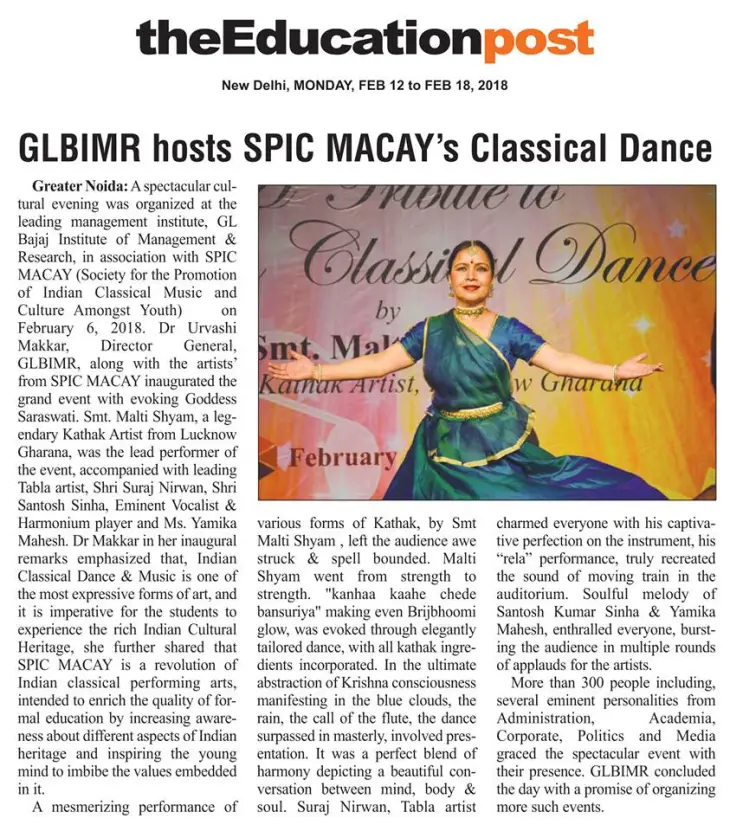 theEducationpost
New Delhi, MONDAY, FEB 12 to FEB 18, 2018
GLBIMR hosts SPIC MACAY's Classical Dance
Greater Noida: A spectacular cul-
tural evening was organized at the
leading management institute, GL
Bajaj Institute of Management &
Research, in association with SPIC
MACAY (Society for the Promotion
of Indian Classical Music and
Culture Amongst Youth) on
February 6, 2018. Dr Urvashi
Makkar, Director General,
GLBIMR, along with the artists'
from SPIC MACAY inaugurated the
grand event with evoking Goddess
Saraswati. Smt. Malti Shyam, a leg-
endary Kathak Artist from Lucknow
Gharana, was the lead performer of
the event, accompanied with leading
Tabla artist, Shri Suraj Nirwan, Shri
Santosh Sinha, Eminent Vocalist &
Harmonium player and Ms. Yamika
Mahesh. Dr Makkar in her inaugural
remarks emphasized that, Indian
Classical Dance & Music is one of
the most expressive forms of art, and
it is imperative for the students to
experience the rich Indian Cultural
Heritage, she further shared that
SPIC MACAY is a revolution of
Indian classical performing arts,
intended to enrich the quality of for-
mal education by increasing aware-
ness about different aspects of Indian
heritage and inspiring the young
mind to imbibe the values embedded
in it.
A mesmerizing performance of
Tribute to
Classical Dance
by
Smt. Mal
Kathak Artist, w Gharana
February
various forms of Kathak, by Smt
Malti Shyam , left the audience awe
struck & spell bounded. Malti
Shyam went from strength to
strength. "kanhaa kaahe chede
bansuriya" making even Brijbhoomi
glow, was evoked through elegantly
tailored dance, with all kathak ingre-
dients incorporated. In the ultimate
abstraction of Krishna consciousness
manifesting in the blue clouds, the
rain, the call of the flute, the dance
surpassed in masterly, involved pres-
entation. It was a perfect blend of
harmony depicting a beautiful con-
versation between mind, body &
soul. Suraj Nirwan, Tabla artist
charmed everyone with his captiva-
tive perfection on the instrument, his
"rela" performance, truly recreated
the sound of moving train in the
auditorium. Soulful melody of
Santosh Kumar Sinha & Yamika
Mahesh, enthralled everyone, burst-
ing the audience in multiple rounds
of applauds for the artists.
More than 300 people including,
several eminent personalities from
Administration, Academia,
Corporate, Politics and Media
graced the spectacular event with
their presence. GLBIMR concluded
the day with a promise of organizing
more such events.